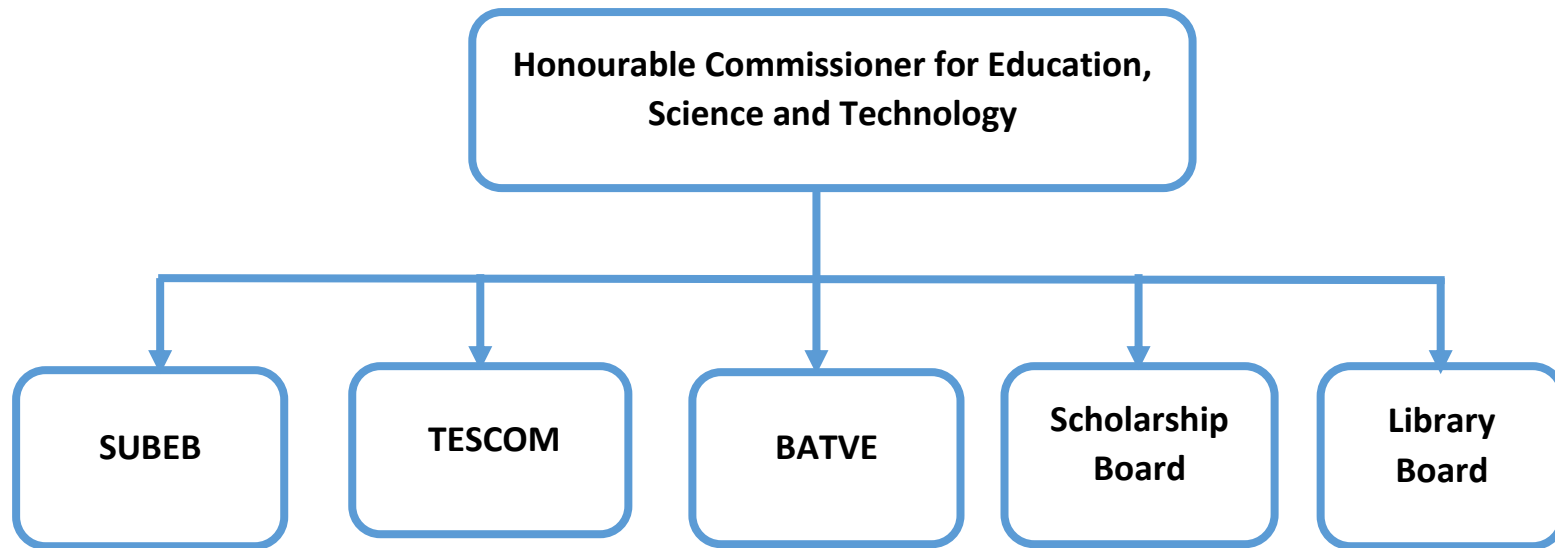 Honourable Commissioner for Education,
Science and Technology
SUBEB
TESCOM
BATVE
Scholarship
Board
Library
Board